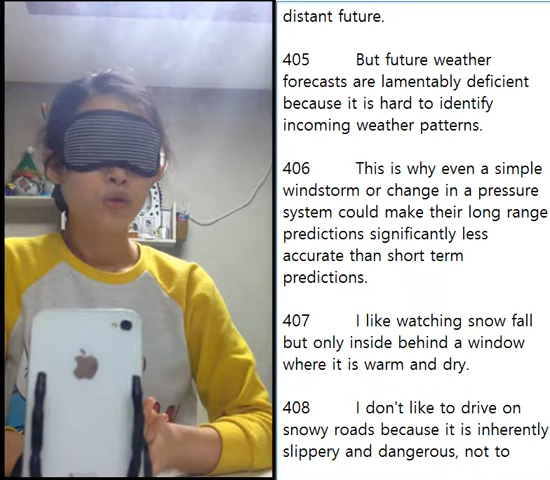 distant future.
405 But future weather
forecasts are lamentably deficient
because it is hard to identify
incoming weather patterns.
406 This is why even a simple
windstorm or change in a pressure
system could make their long range
predictions significantly less
accurate than short term
predictions.
407 I like watching snow fall
but only inside behind a window
where it is warm and dry.
408 I don't like to drive on
snowy roads because it is inherently
slippery and dangerous, not to